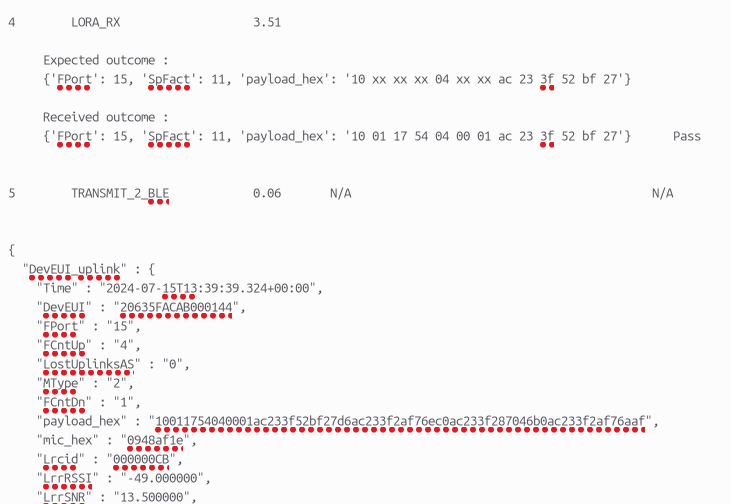 4 LORA_RX 3.51
Expected outcome :
{'FPort': 15, 'SpFact': 11, 'payload_hex': '10 xx xx xx 04 xx xx ac 23 3f 52 bf 27'}
Received outcome :
{'FPort': 15, 'SpFact': 11, 'payload_hex': '10 01 17 54 04 00 01 ac 23 3f 52 bf 27'} Pass
5 TRANSMIT_2_BLE 0.06 N/A N/A
{
"DevEUI_uplink" : {
"Time" : "2024-07-15T13:39:39.324+00:00",
"DevEUI" : "20635FACAB000144",
"FPort" : "15",
"FCntUp" : "4",
"LostUplinksAS" : "0",
"MType" : "2",
"FCntDn" : "1",
"payload_hex" : "10011754040001ac233f52bf27d6ac233f2af76ec0ac233f287046b0ac233f2af76aaf",
"mic_hex" : "0948af1e",
"Lrcid" : "000000CB",
"LrrRSSI" : "-49.000000",
"LrrSNR" : "13.500000",